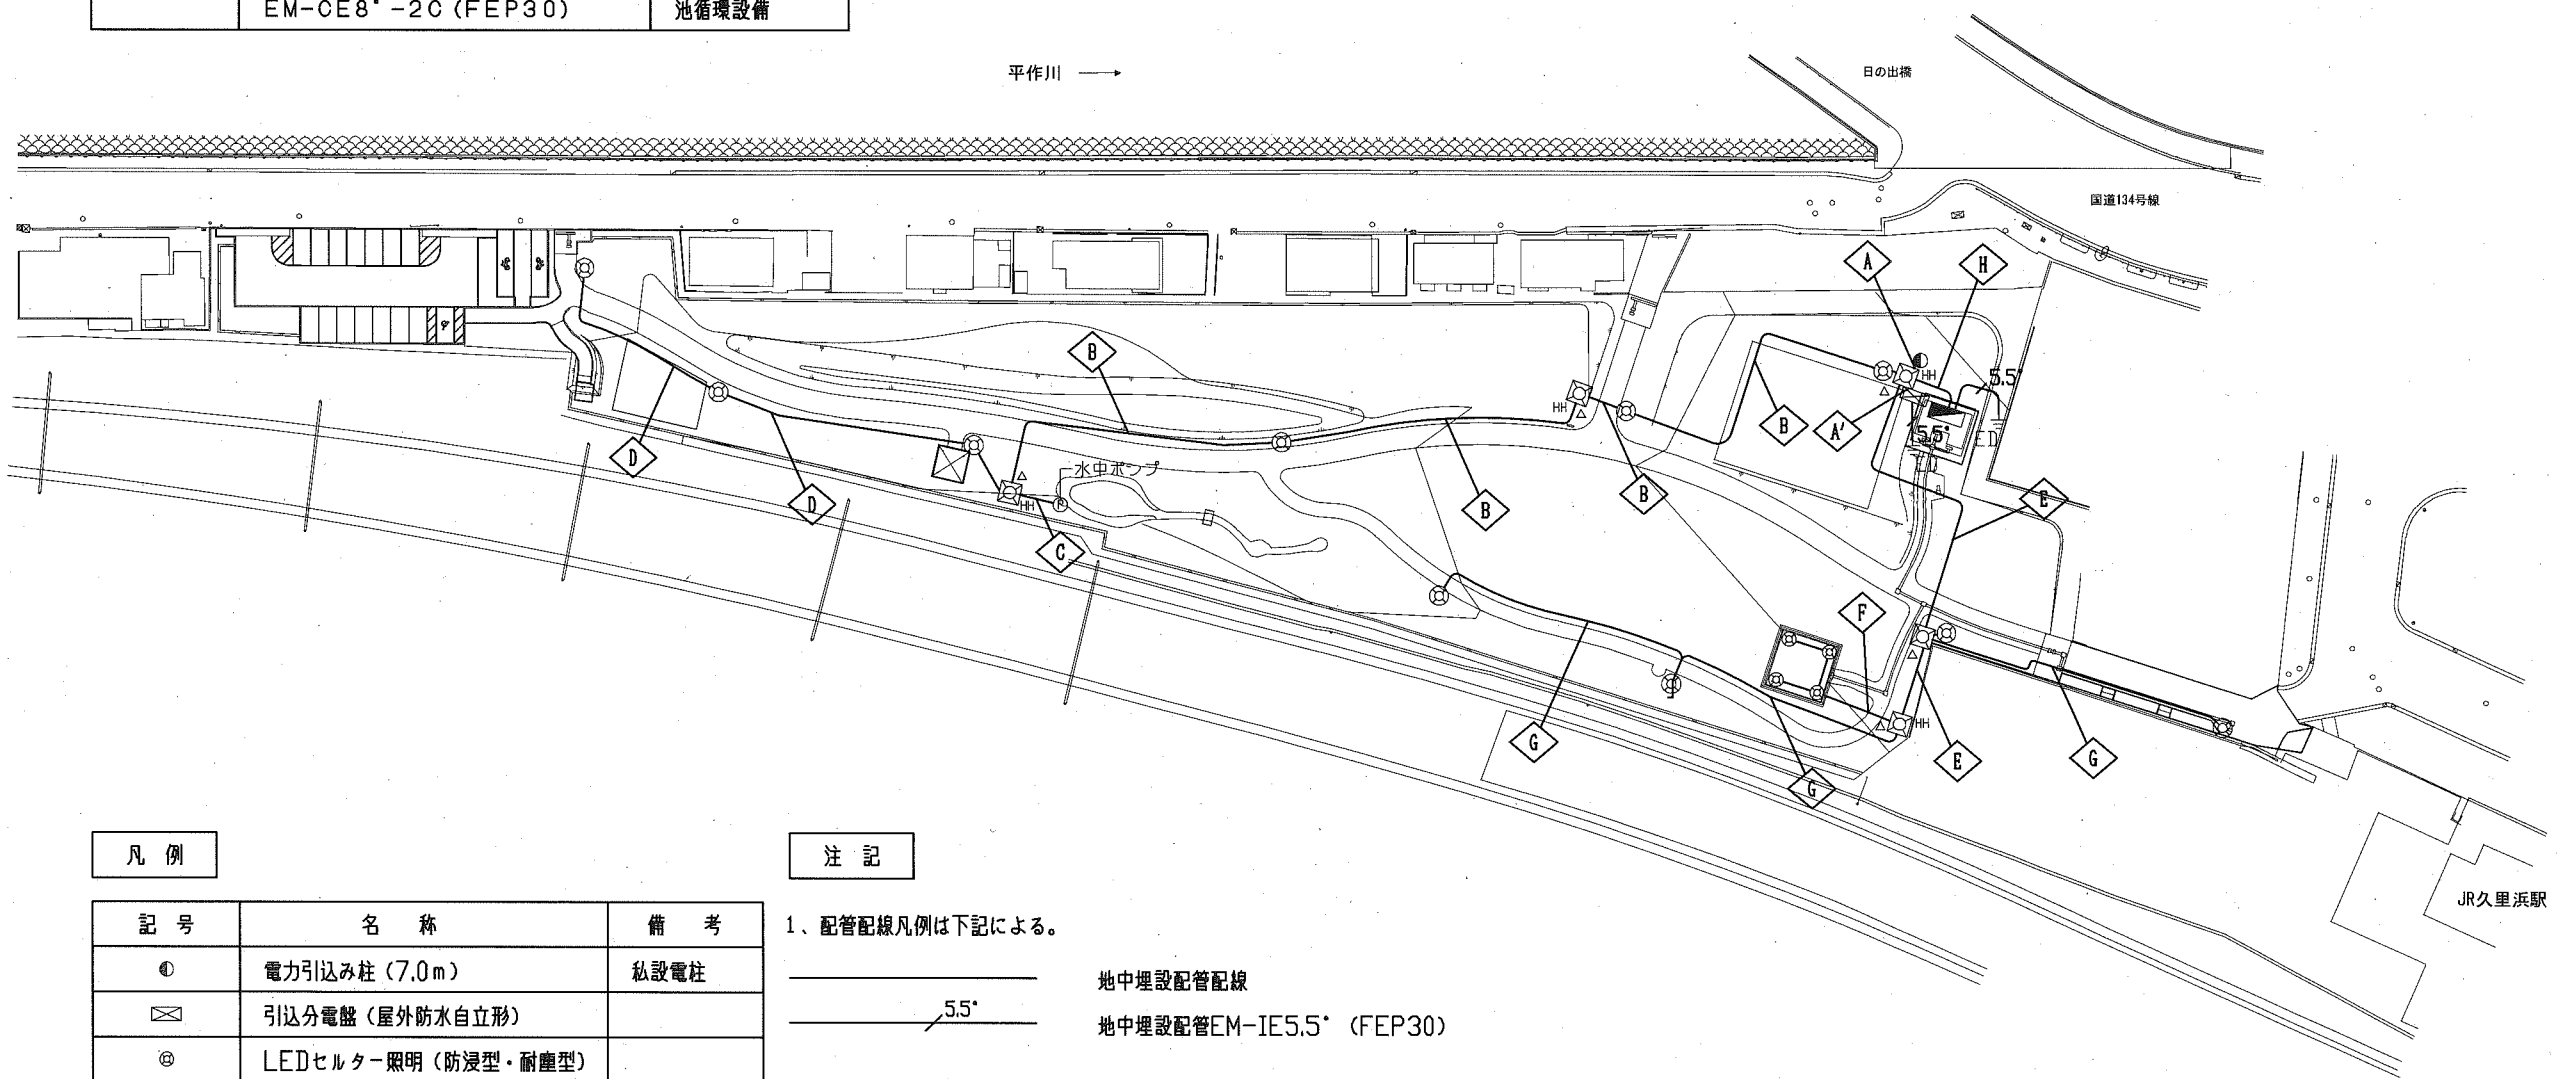 EM-CE8゜-2C (FEP30) 池循環設備
平作川 →
日の出橋
国道134号線
A
H
B
HH
5.5゜
HH
B
A'
5.5゜
ED
D
水中ポンプ
P
HH
D
B
B
E
C
F
G
HH
E
G
G
凡 例
注 記
JR久里浜駅
記 号 名 称 備 考
1、配管配線凡例は下記による。
電力引込み柱 (7.0m) 私設電柱
地中埋設配管配線
引込分電盤 (屋外防水自立形)
5.5゜
地中埋設配管EM-IE5.5゜ (FEP30)
LEDセルター照明 (防浸型・耐塵型)